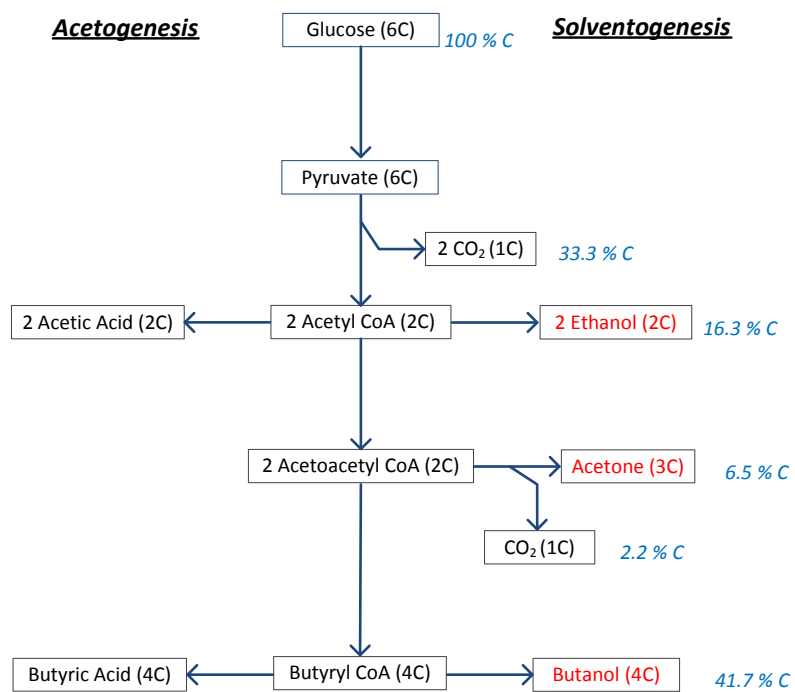 Acetogenesis
Glucose (6C)
Solventogenesis
100 % C
Pyruvate (6C)
2 CO₂ (1C)
33.3 % C
2 Acetic Acid (2C)
2 Acetyl CoA (2C)
2 Ethanol (2C)
16.3 % C
2 Acetoacetyl CoA (2C)
Acetone (3C)
6.5 % C
CO₂ (1C)
2.2 % C
Butyric Acid (4C)
Butyryl CoA (4C)
Butanol (4C)
41.7 % C